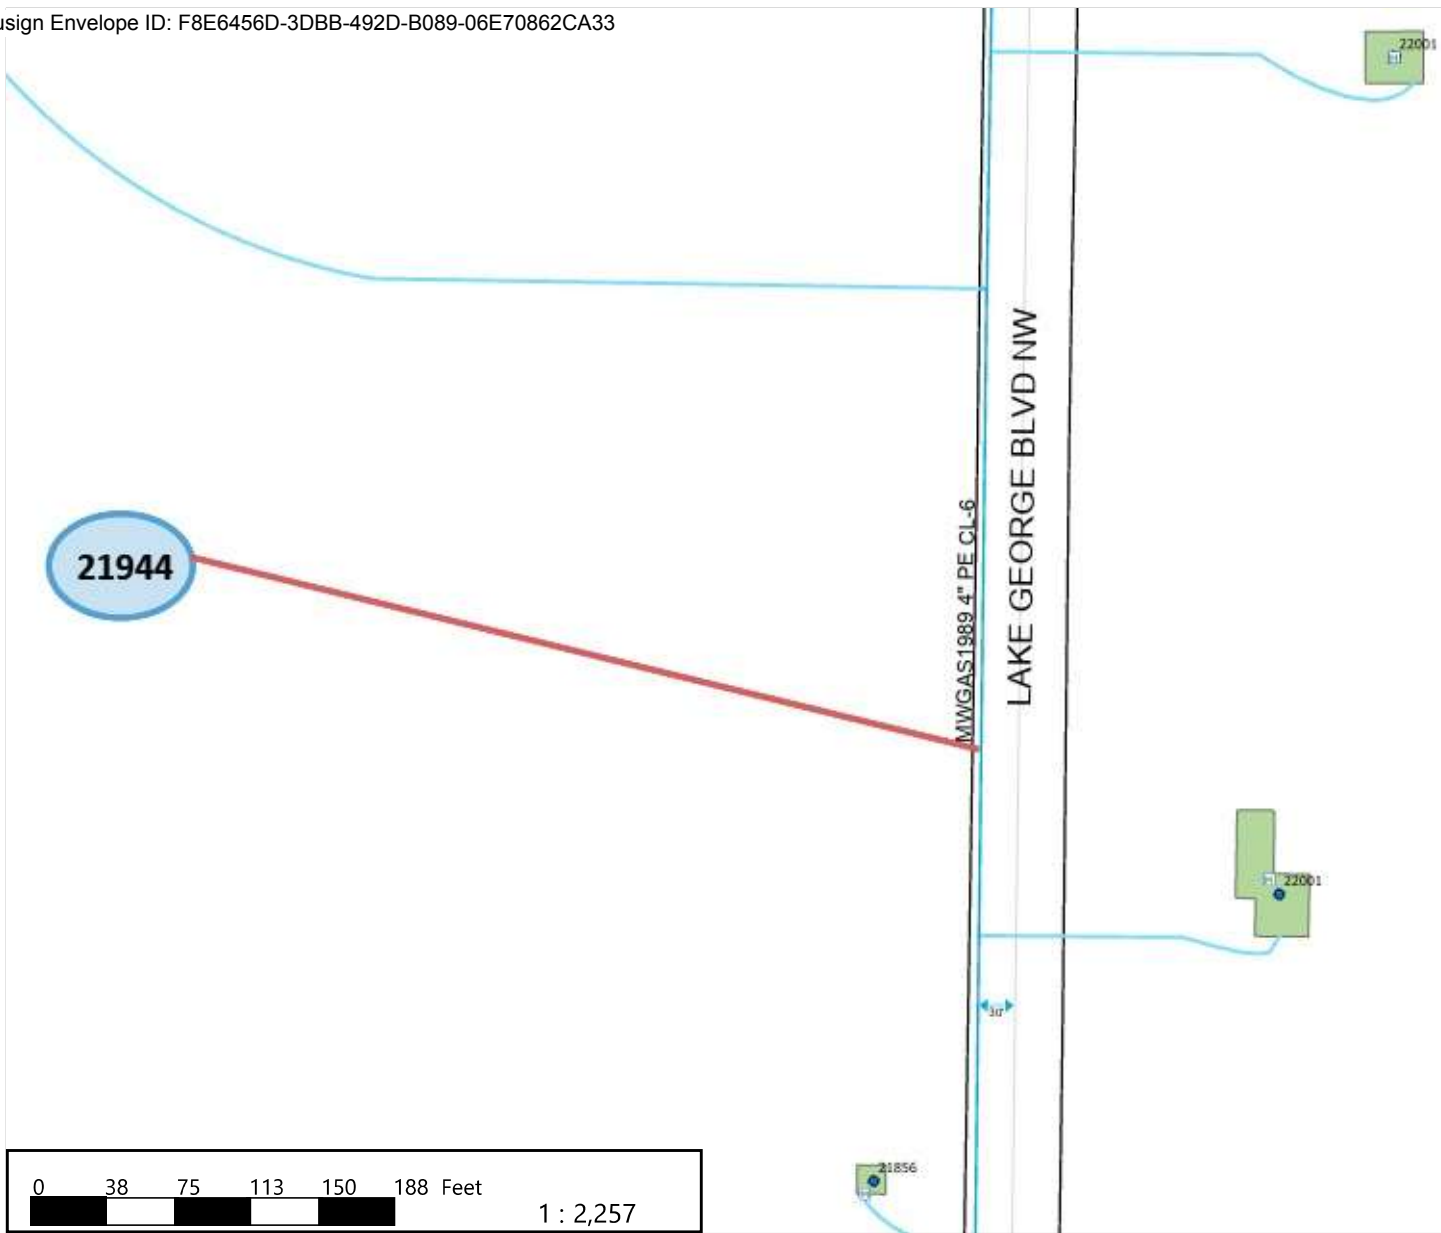 usign Envelope ID: F8E6456D-3DBB-492D-B089-06E70862CA33
22001
LAKE GEORGE BLVD NW
MWGAS1989 4" PE CL-6
21944
22001
30'
21856
0 38 75 113 150 188 Feet
1 : 2,257